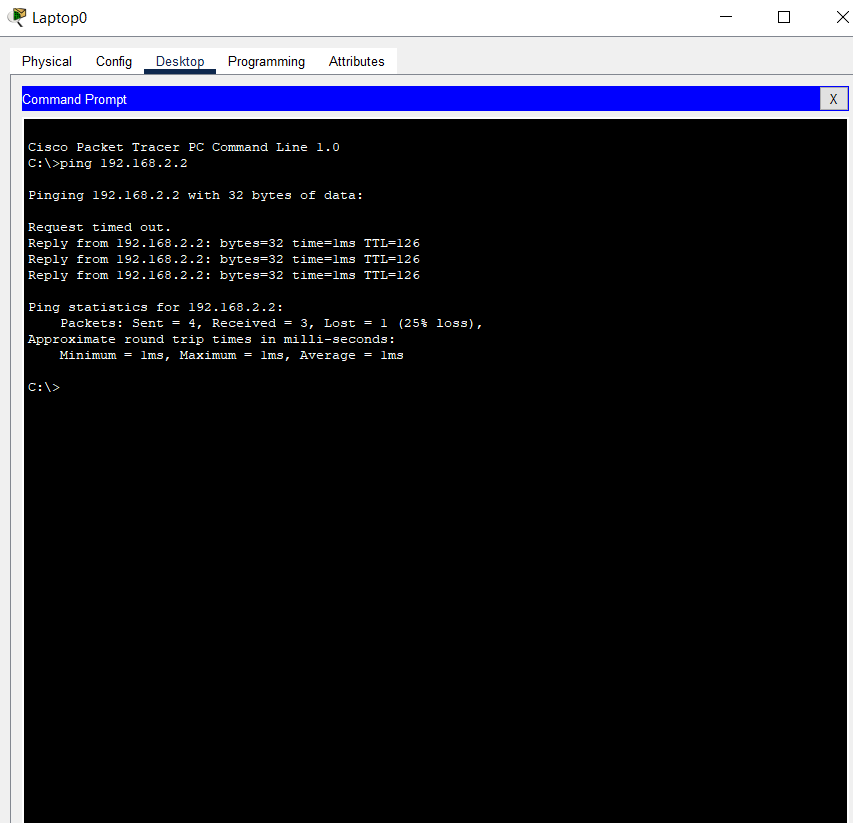 Laptop0
Physical Config Desktop Programming Attributes
Command Prompt X
Cisco Packet Tracer PC Command Line 1.0
C:\>ping 192.168.2.2
Pinging 192.168.2.2 with 32 bytes of data:
Request timed out.
Reply from 192.168.2.2: bytes=32 time=1ms TTL=126
Reply from 192.168.2.2: bytes=32 time=1ms TTL=126
Reply from 192.168.2.2: bytes=32 time=1ms TTL=126
Ping statistics for 192.168.2.2:
    Packets: Sent = 4, Received = 3, Lost = 1 (25% loss),
Approximate round trip times in milli-seconds:
    Minimum = 1ms, Maximum = 1ms, Average = 1ms
C:\>